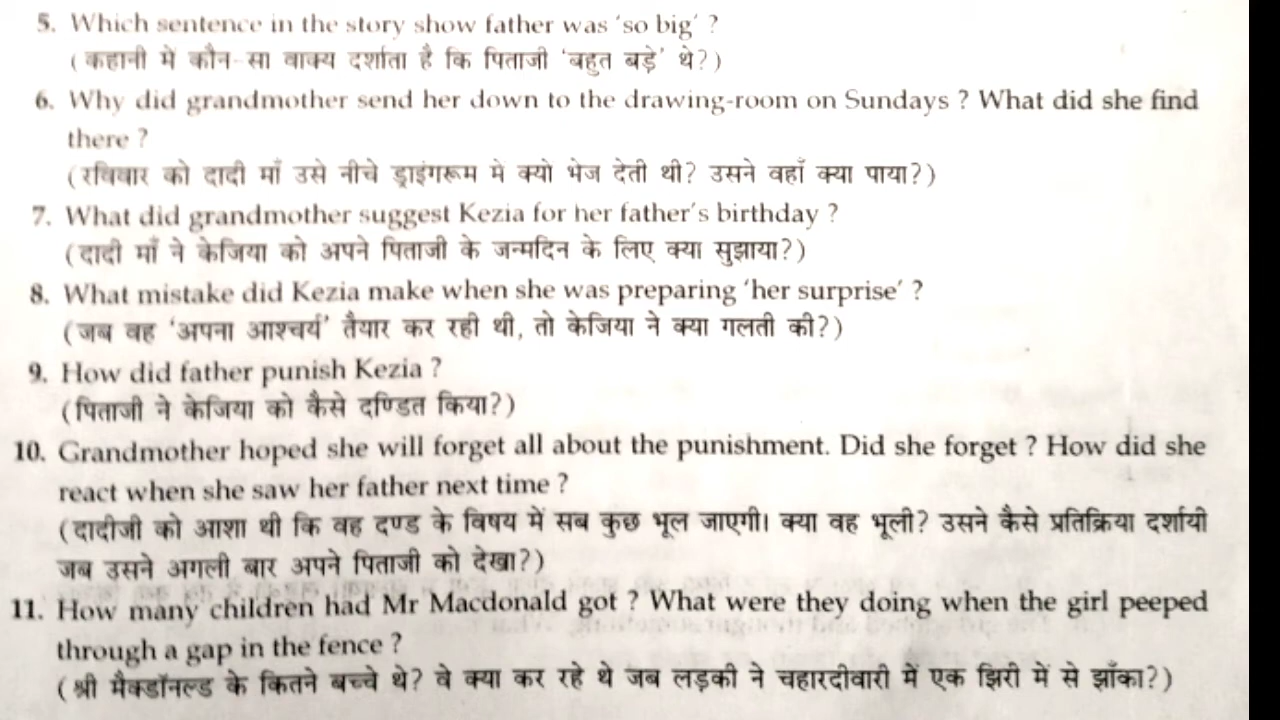 5. Which sentence in the story show father was 'so big' ?
( कहानी में कौन-सा वाक्य दर्शाता है कि पिताजी 'बहुत बड़े' थे?)
6. Why did grandmother send her down to the drawing-room on Sundays ? What did she find
there ?
(रविवार को दादी माँ उसे नीचे ड्राइंगरूम मे क्यो भेज देती थी? उसने वहाँ क्या पाया?)
7. What did grandmother suggest Kezia for her father's birthday ?
(दादी माँ ने केजिया को अपने पिताजी के जन्मदिन के लिए क्या सुझाया?)
8. What mistake did Kezia make when she was preparing 'her surprise' ?
(जब वह 'अपना आश्चर्य' तैयार कर रही थी, तो केजिया ने क्या गलती की?)
9. How did father punish Kezia ?
(पिताजी ने केजिया को कैसे दण्डित किया?)
10. Grandmother hoped she will forget all about the punishment. Did she forget ? How did she
react when she saw her father next time ?
(दादीजी को आशा थी कि वह दण्ड के विषय में सब कुछ भूल जाएगी। क्या वह भूली? उसने कैसे प्रतिक्रिया दर्शायी
जब उसने अगली बार अपने पिताजी को देखा?)
11. How many children had Mr Macdonald got ? What were they doing when the girl peeped
through a gap in the fence ?
(श्री मैक्डॉनल्ड के कितने बच्चे थे? वे क्या कर रहे थे जब लड़की ने चहारदीवारी में एक झिरी में से झाँका?)